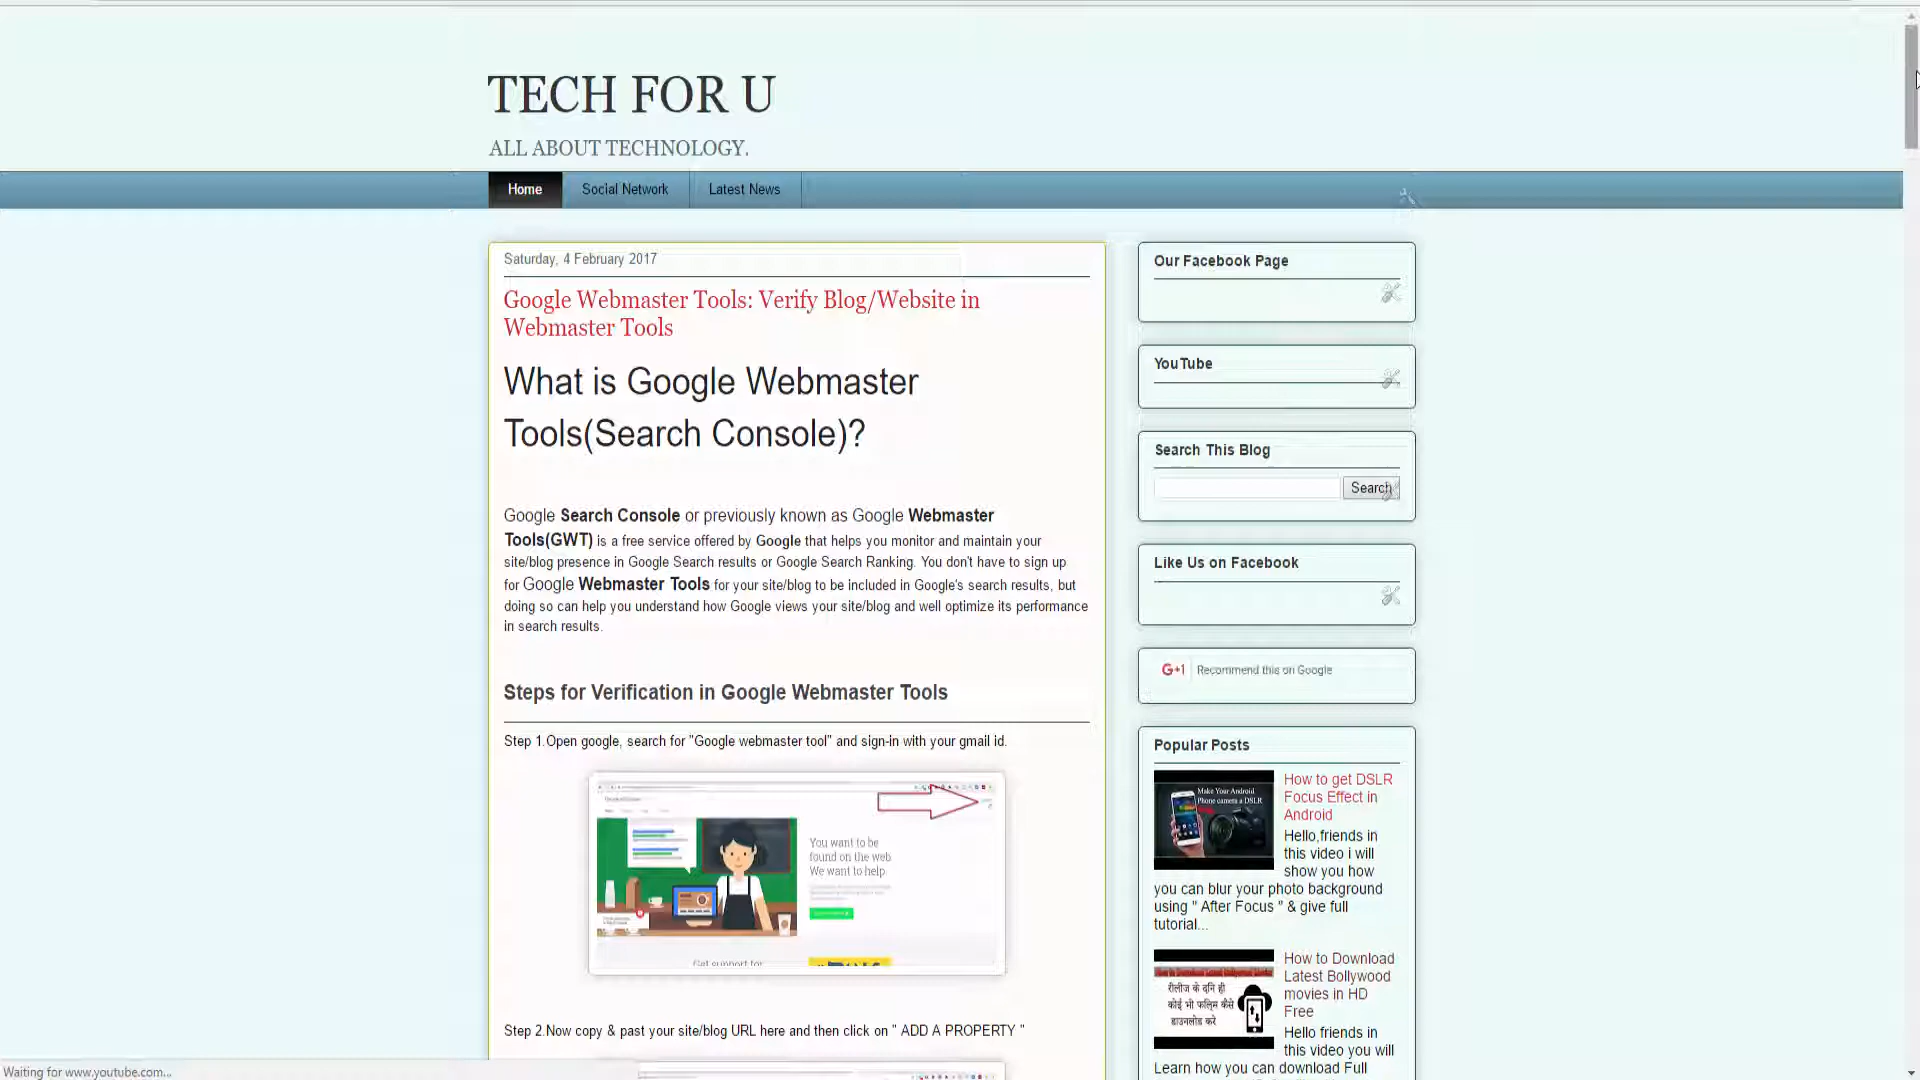 TECH FOR U
ALL ABOUT TECHNOLOGY.
Home
Social Network
Latest News
Saturday, 4 February 2017
Google Webmaster Tools: Verify Blog/Website in
Webmaster Tools
What is Google Webmaster
Tools(Search Console)?
Google Search Console or previously known as Google Webmaster
Tools(GWT) is a free service offered by Google that helps you monitor and maintain your
site/blog presence in Google Search results or Google Search Ranking. You don't have to sign up
for Google Webmaster Tools for your site/blog to be included in Google's search results, but
doing so can help you understand how Google views your site/blog and well optimize its performance
in search results.
Steps for Verification in Google Webmaster Tools
Step 1.Open google, search for "Google webmaster tool" and sign-in with your gmail id.
You want to be
found on the web
We want to help
Get support for
Step 2.Now copy & past your site/blog URL here and then click on " ADD A PROPERTY "
Our Facebook Page
YouTube
Search This Blog
Search
Like Us on Facebook
G+1 Recommend this on Google
Popular Posts
Make Your Android
Phone camera a DSLR
How to get DSLR
Focus Effect in
Android
Hello,friends in
this video i will
show you how
you can blur your photo background
using " After Focus " & give full
tutorial...
रीलीज के दिन ही
कोई भी फिल्म कैसे
डाउनलोड करे
How to Download
Latest Bollywood
movies in HD
Free
Hello friends in
this video you will
Learn how you can download Full
Waiting for www.youtube.com...